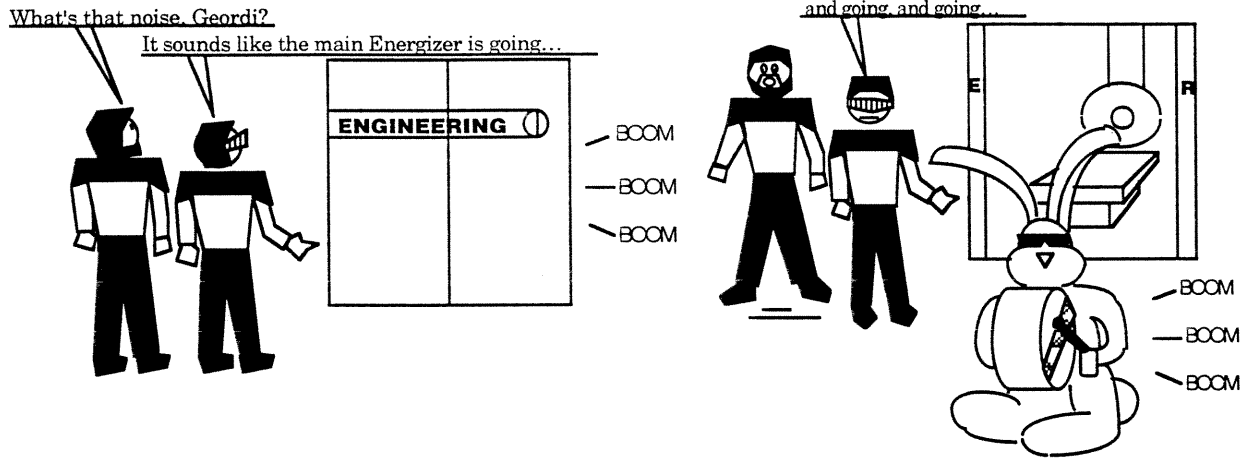 What's that noise, Geordi?
It sounds like the main Energizer is going...
ENGINEERING
BOOM
BOOM
BOOM
and going, and going...
E R
BOOM
BOOM
BOOM